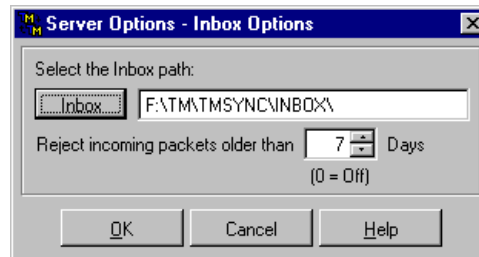 MM Server Options - Inbox Options
Select the Inbox path:
Inbox F:\TM\TMSYNC\INBOX\
Reject incoming packets older than 7 Days
(0 = Off)
OK Cancel Help